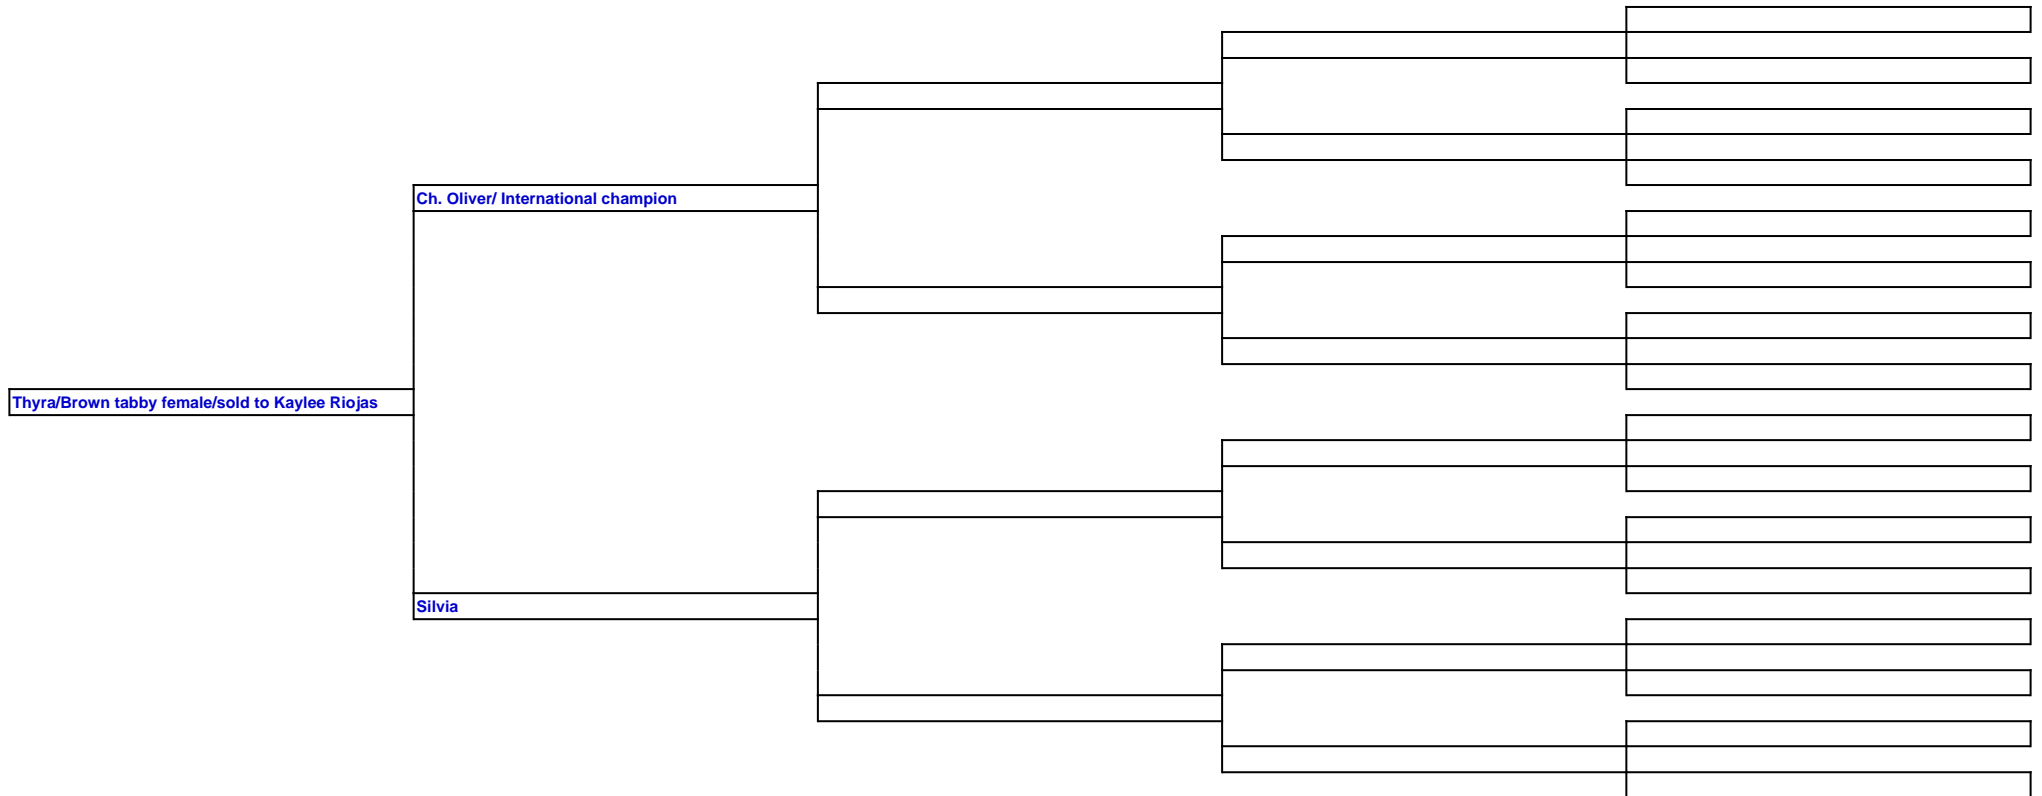 Ch. Oliver/ International champion
Thyra/Brown tabby female/sold to Kaylee Riojas
Silvia